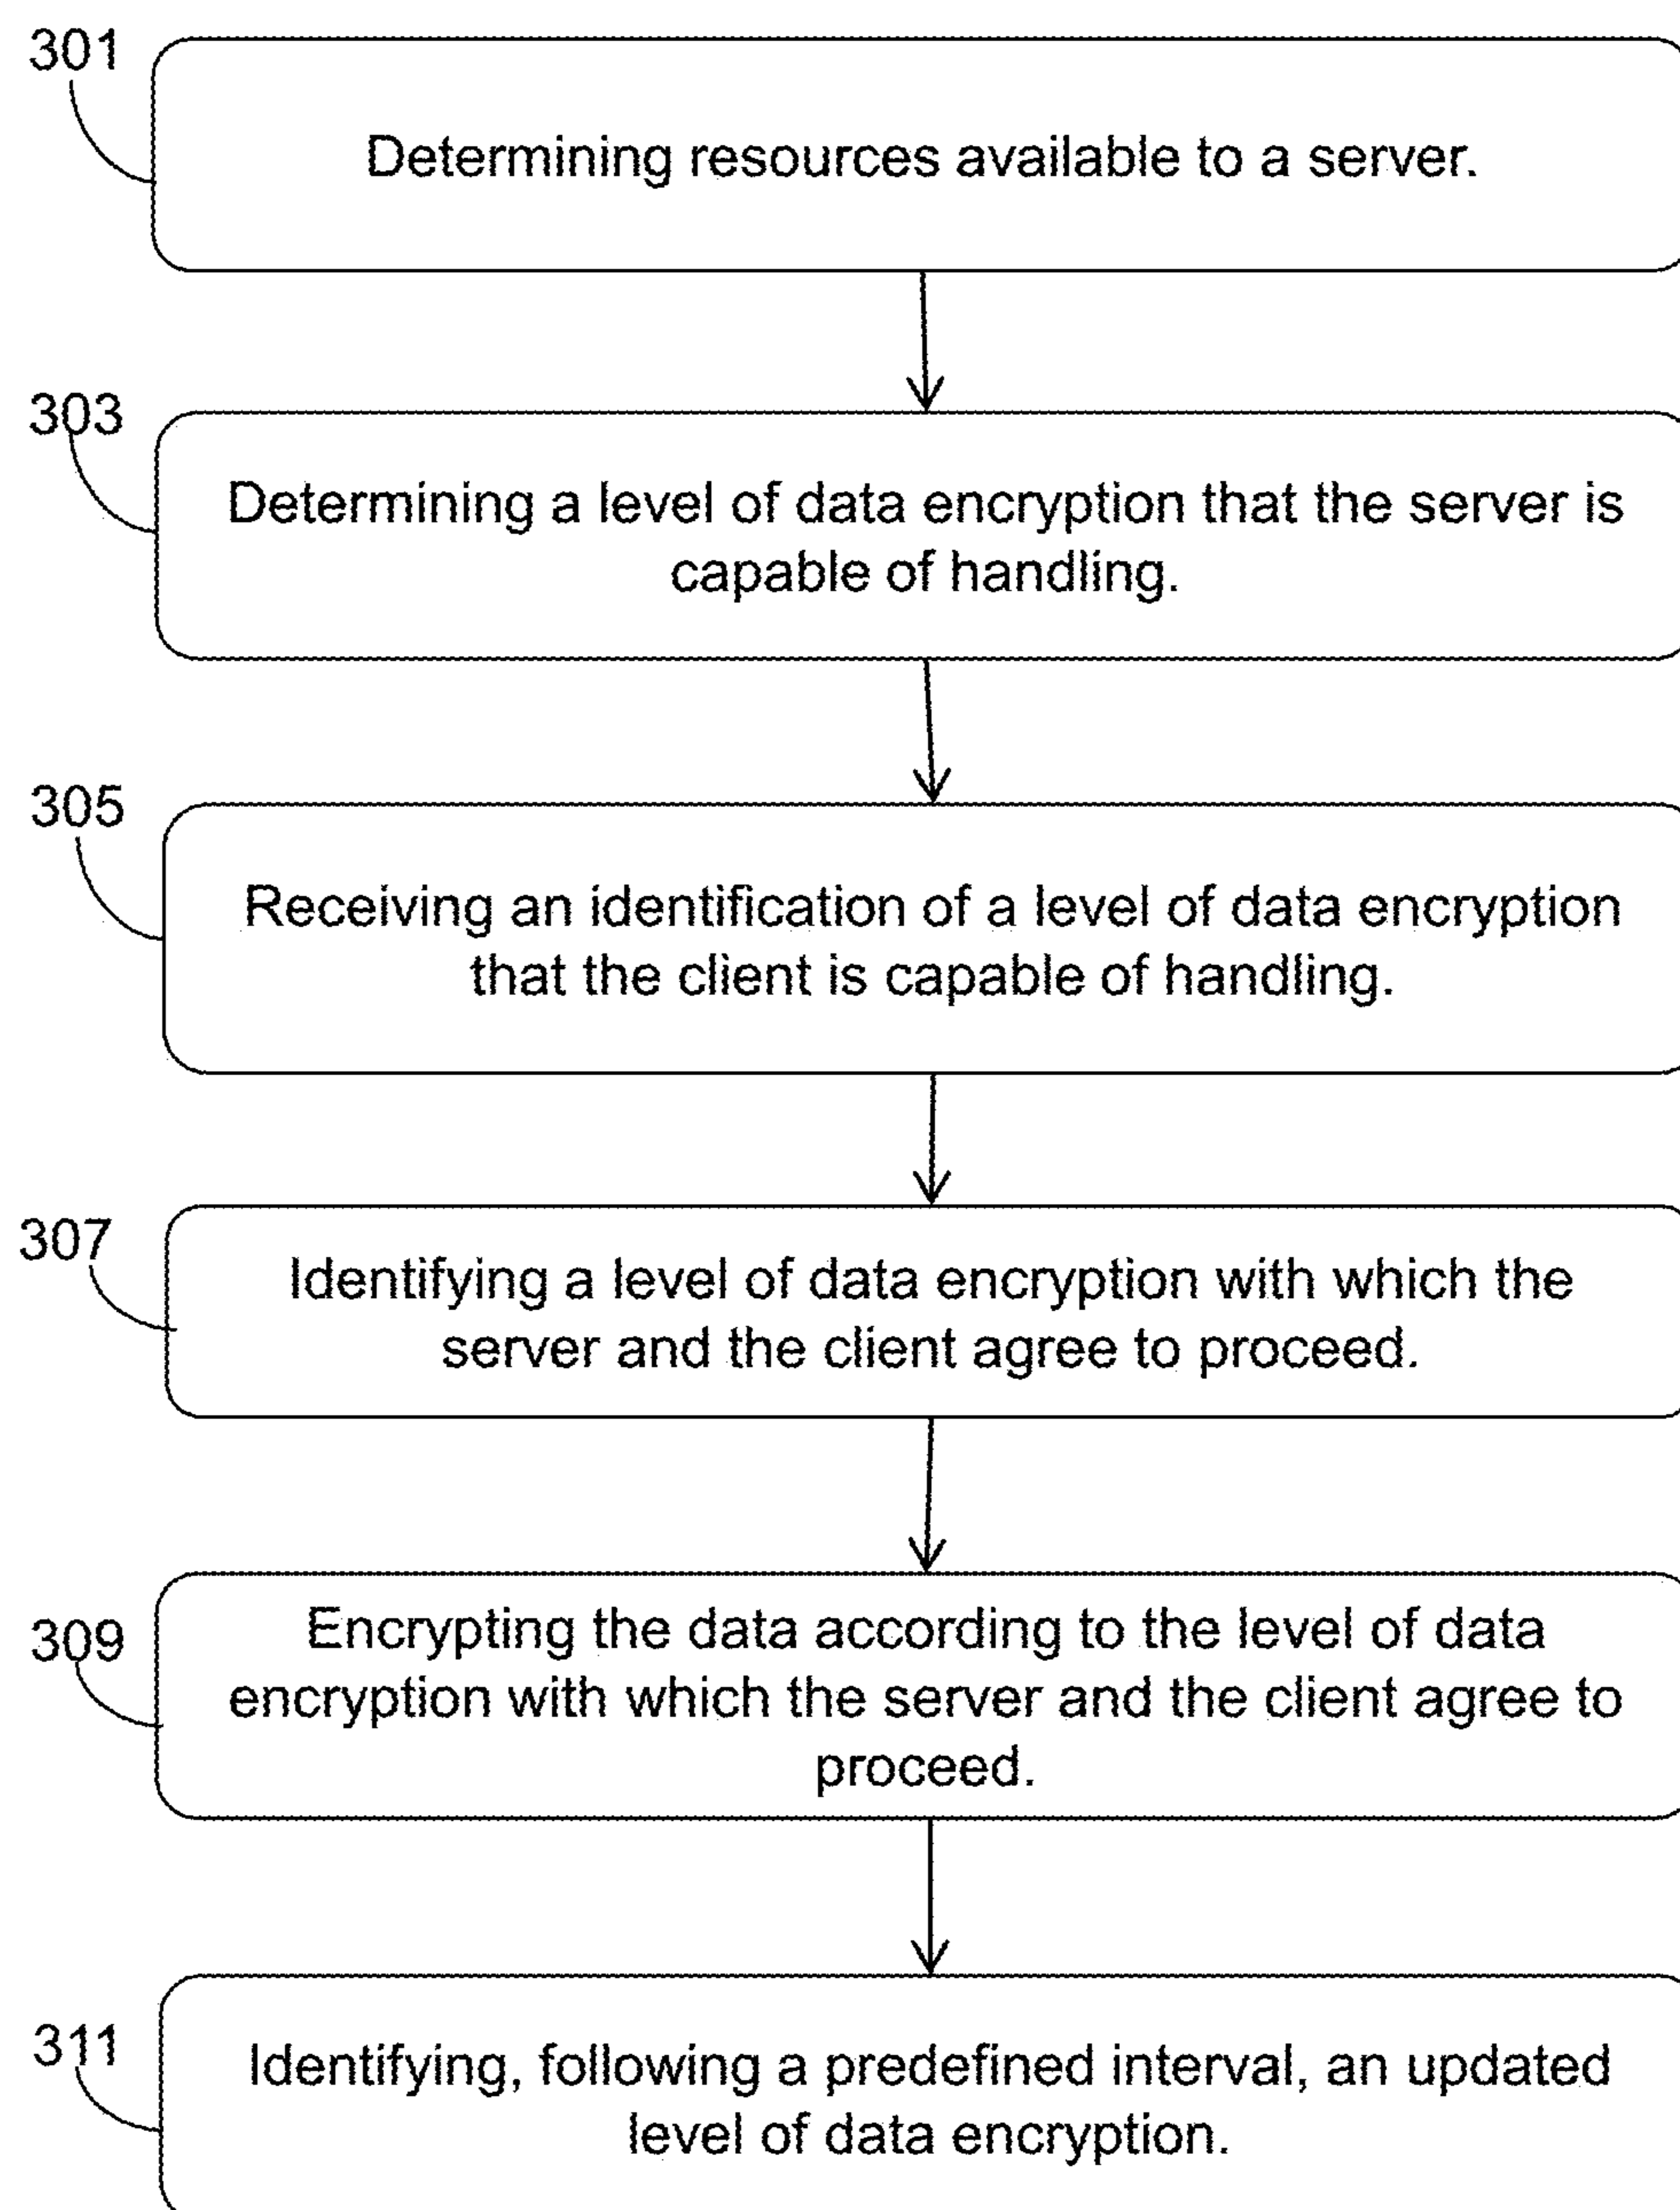 301
Determining resources available to a server.
303
Determining a level of data encryption that the server is
capable of handling.
305
Receiving an identification of a level of data encryption
that the client is capable of handling.
307
Identifying a level of data encryption with which the
server and the client agree to proceed.
309
Encrypting the data according to the level of data
encryption with which the server and the client agree to
proceed.
311
Identifying, following a predefined interval, an updated
level of data encryption.